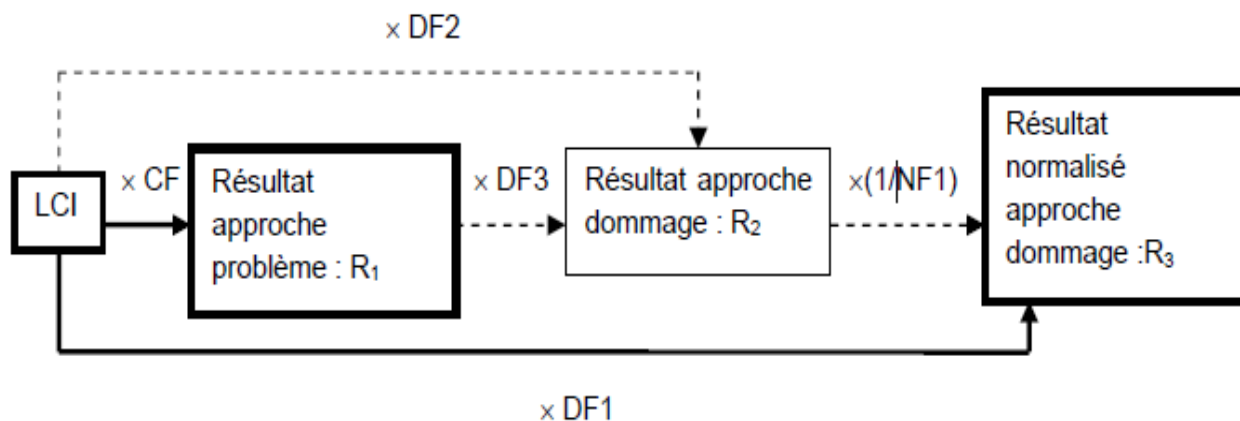 × DF2
LCI
× CF
Résultat
approche
problème : R₁
× DF3
Résultat approche
dommage : R₂
×(1/NF1)
Résultat
normalisé
approche
dommage :R₃
× DF1